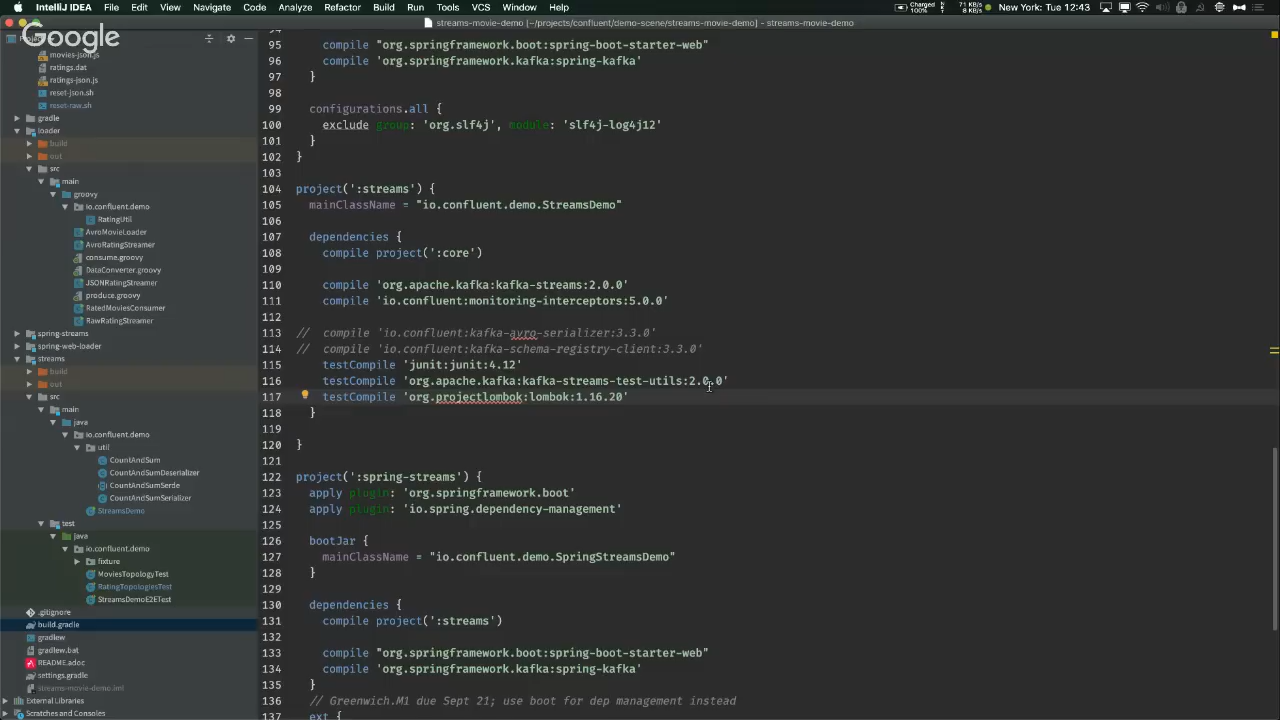 IntelliJ IDEA File Edit View Navigate Code Analyze Refactor Build Run Tools VCS Window Help Charged 100% 71 KB 8 KB/s New York: Tue 12:43
streams-movie-demo [~/projects/confluent/demo-scene/streams-movie-demo] - streams-movie-demo
Google
movies-json.js
ratings.dat
ratings-json.js
reset-json.sh
reset-raw.sh
gradle
loader
build
out
src
main
groovy
io.confluent.demo
RatingUtil
AvroMovieLoader
AvroRatingStreamer
consume.groovy
DataConverter.groovy
JSONRatingStreamer
produce.groovy
RatedMoviesConsumer
RawRatingStreamer
spring-streams
spring-web-loader
streams
build
out
src
main
java
io.confluent.demo
util
CountAndSum
CountAndSumDeserializer
CountAndSumSerde
CountAndSumSerializer
StreamsDemo
test
java
io.confluent.demo
fixture
MoviesTopologyTest
RatingTopologiesTest
StreamsDemoE2ETest
.gitignore
build.gradle
gradlew
gradlew.bat
README.adoc
settings.gradle
streams-movie-demo.iml
External Libraries
Scratches and Consoles
95 compile "org.springframework.boot:spring-boot-starter-web"
96 compile 'org.springframework.kafka:spring-kafka'
97 }
98
99 configurations.all {
100 exclude group: 'org.slf4j', module: 'slf4j-log4j12'
101 }
102 }
103
104 project(':streams') {
105 mainClassName = "io.confluent.demo.StreamsDemo"
106
107 dependencies {
108 compile project(':core')
109
110 compile 'org.apache.kafka:kafka-streams:2.0.0'
111 compile 'io.confluent:monitoring-interceptors:5.0.0'
112
113 // compile 'io.confluent:kafka-avro-serializer:3.3.0'
114 // compile 'io.confluent:kafka-schema-registry-client:3.3.0'
115 testCompile 'junit:junit:4.12'
116 testCompile 'org.apache.kafka:kafka-streams-test-utils:2.0.0'
117 testCompile 'org.projectlombok:lombok:1.16.20'
118 }
119
120 }
121
122 project(':spring-streams') {
123 apply plugin: 'org.springframework.boot'
124 apply plugin: 'io.spring.dependency-management'
125
126 bootJar {
127 mainClassName = "io.confluent.demo.SpringStreamsDemo"
128 }
129
130 dependencies {
131 compile project(':streams')
132
133 compile "org.springframework.boot:spring-boot-starter-web"
134 compile 'org.springframework.kafka:spring-kafka'
135 }
136 // Greenwich.M1 due Sept 21; use boot for dep management instead
137 ext {